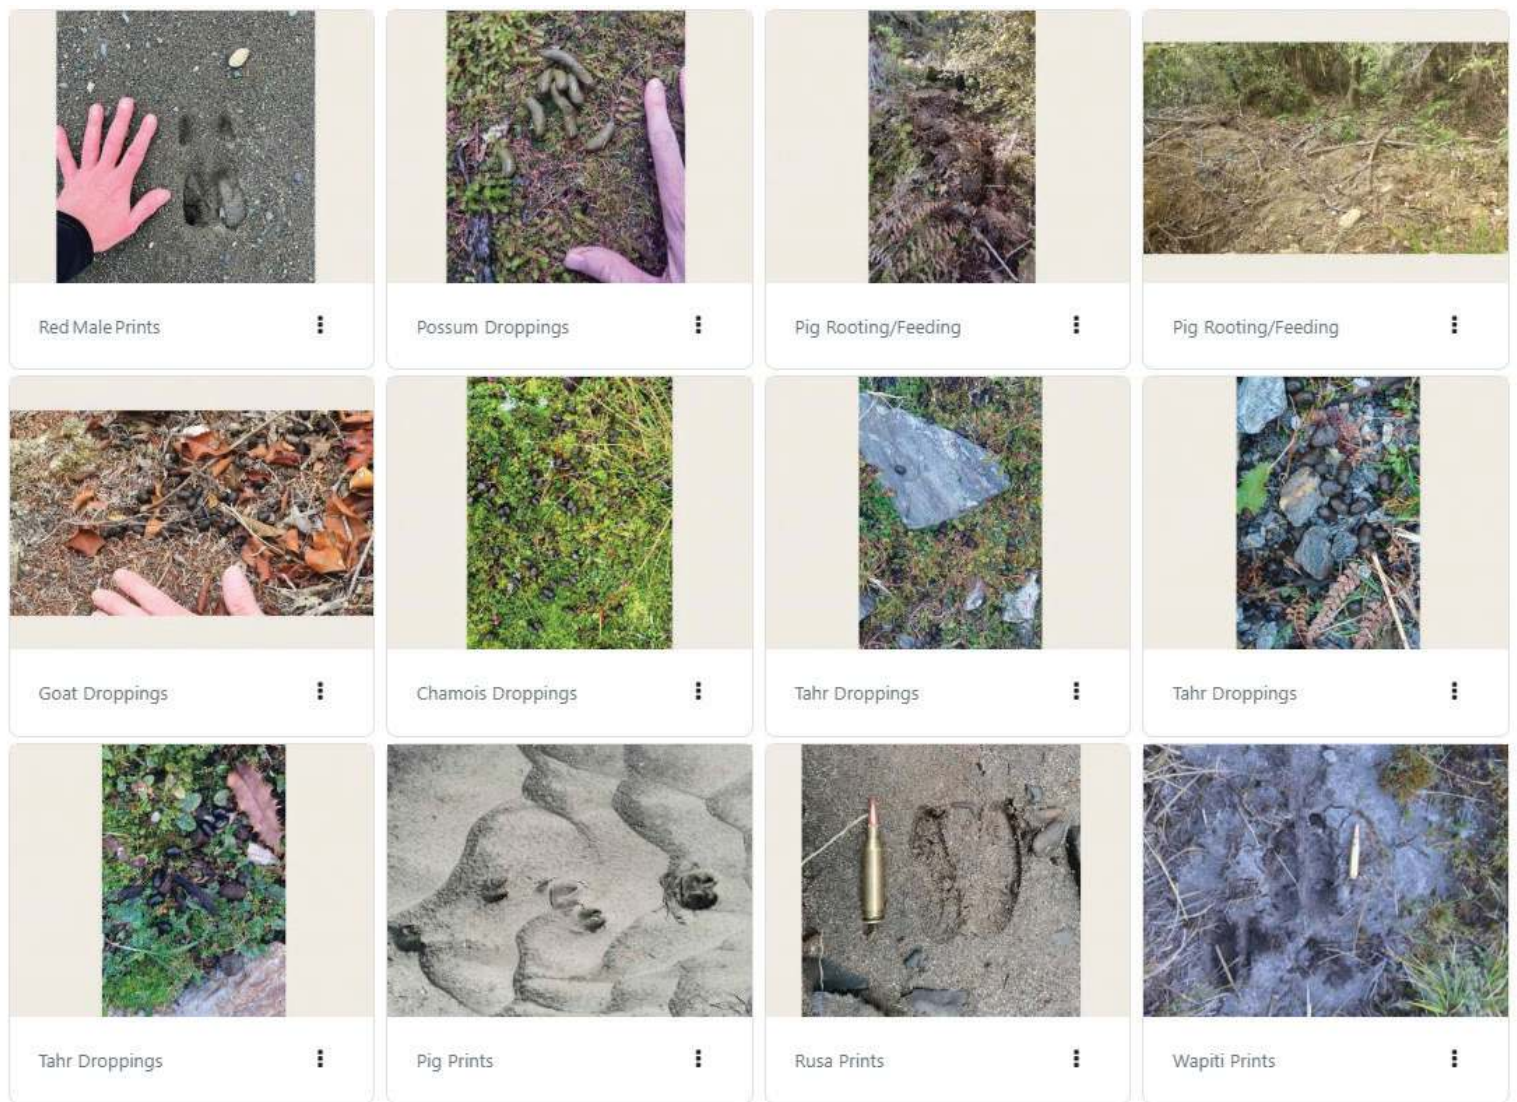 Red Male Prints
Possum Droppings
Pig Rooting/Feeding
Pig Rooting/Feeding
Goat Droppings
Chamois Droppings
Tahr Droppings
Tahr Droppings
Tahr Droppings
Pig Prints
Rusa Prints
Wapiti Prints